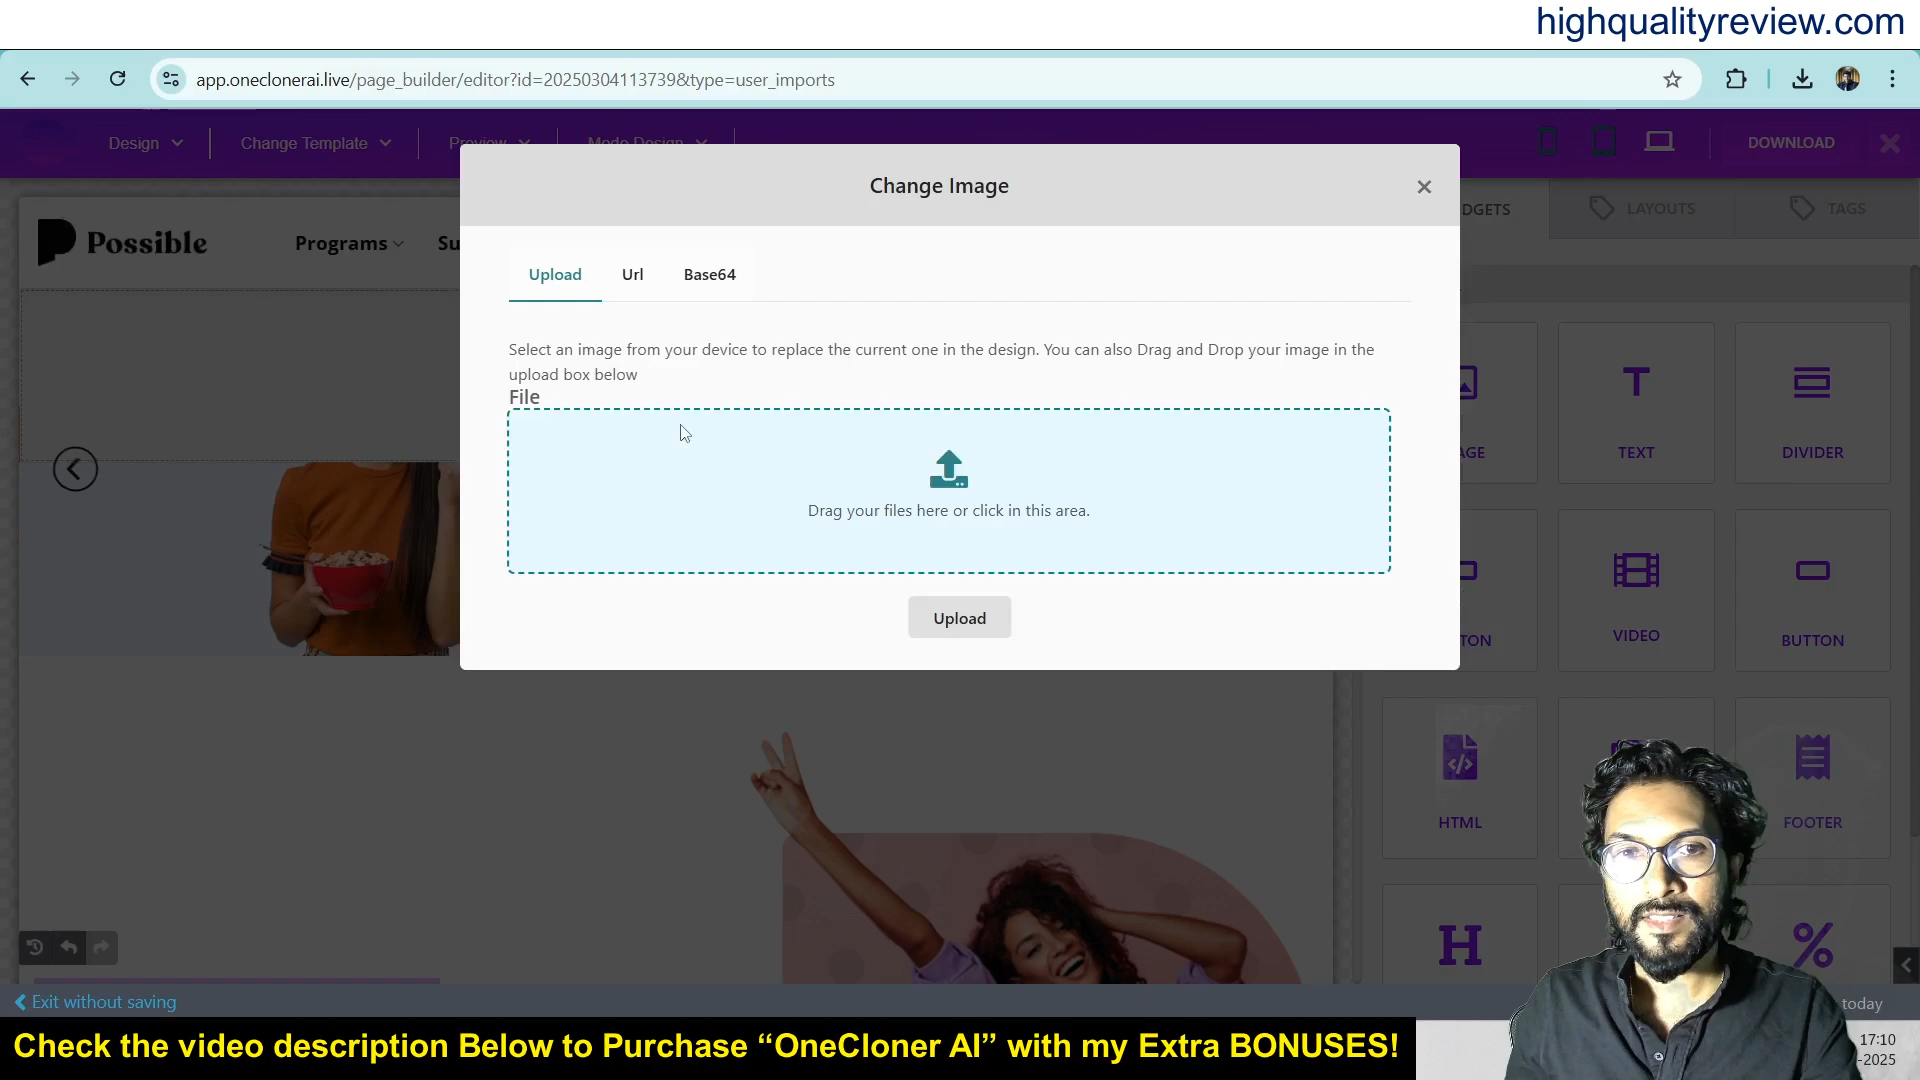 highqualityreview.com
app.oneclonerai.live/page_builder/editor?id=20250304113739&type=user_imports
Design
Change Template
Preview
Modo Design
DOWNLOAD
Change Image
LAYOUTS
TAGS
Possible
Programs
Upload
Url
Base64
Select an image from your device to replace the current one in the design. You can also Drag and Drop your image in the
upload box below
File
TEXT
DIVIDER
Drag your files here or click in this area.
Upload
VIDEO
BUTTON
HTML
FOOTER
Exit without saving
today
Check the video description Below to Purchase “OneCloner AI” with my Extra BONUSES!
17:10
-2025